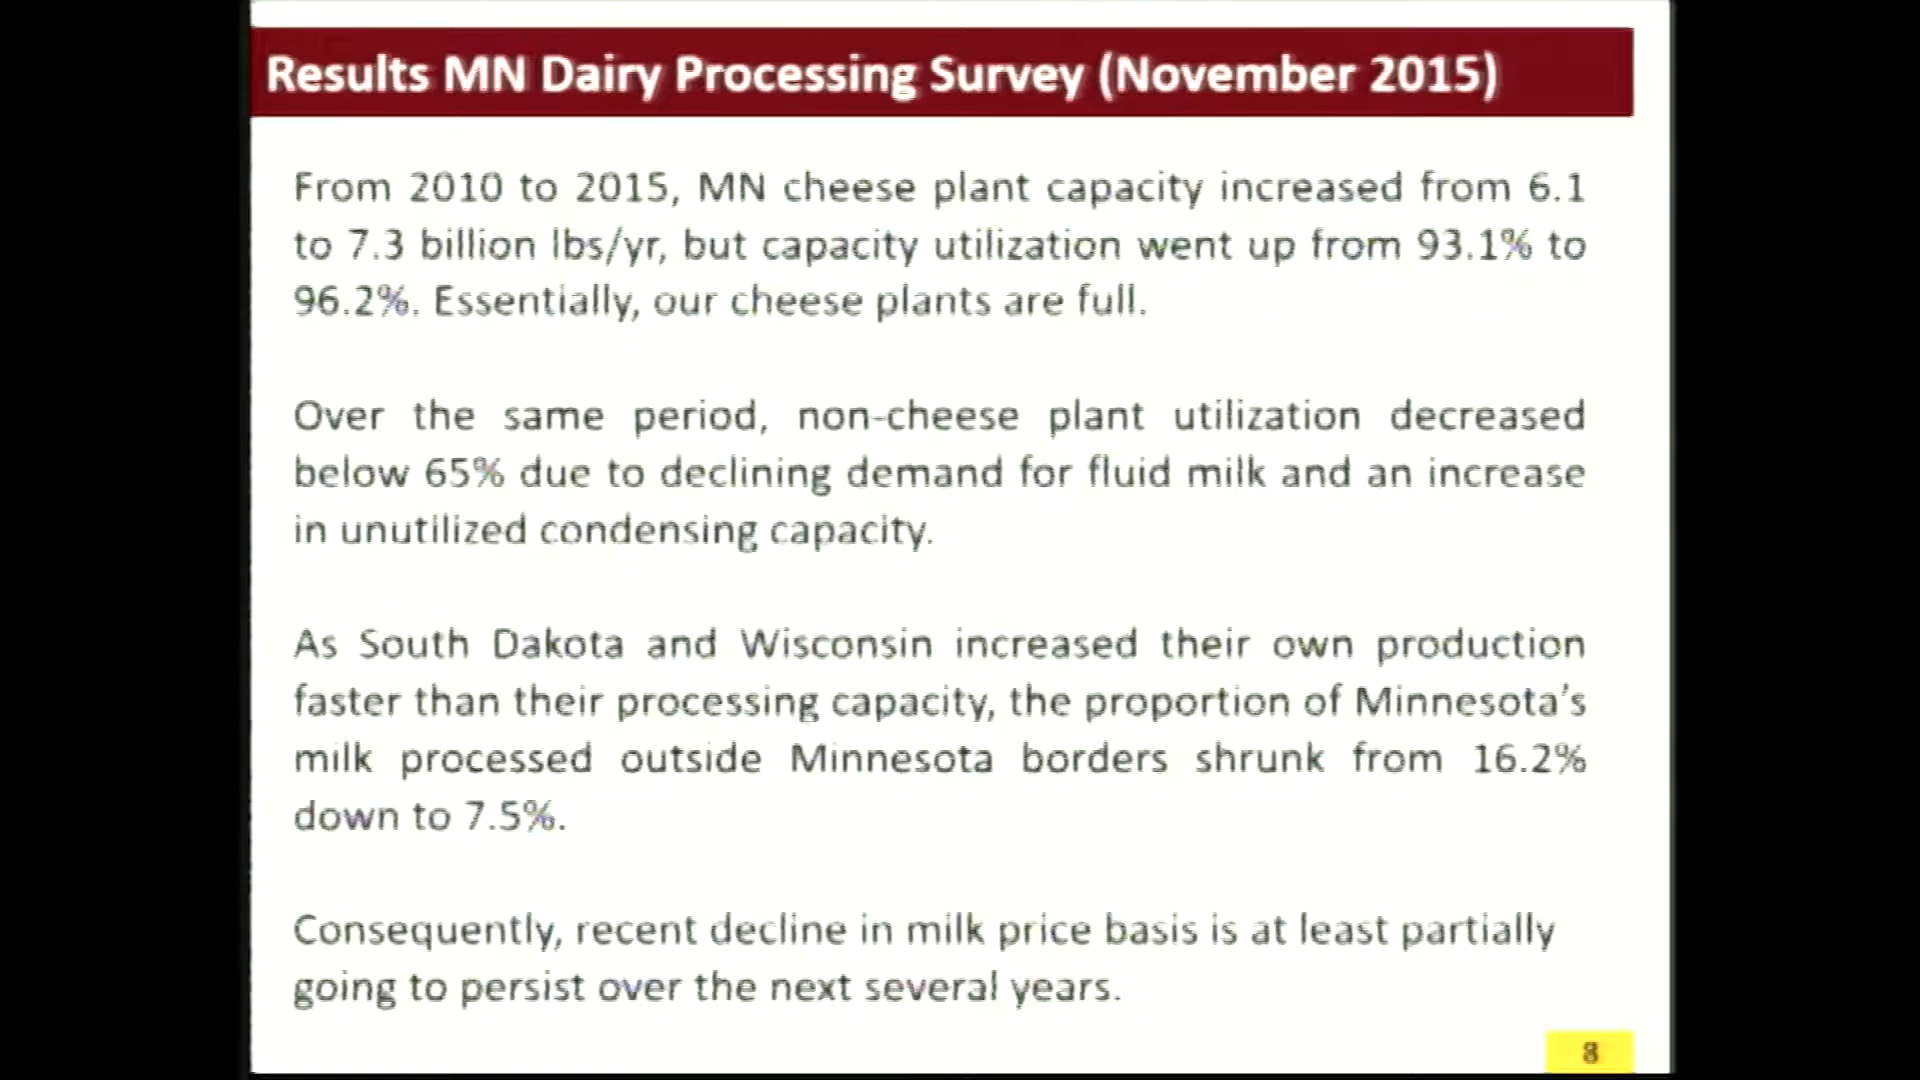 Results MN Dairy Processing Survey (November 2015)
From 2010 to 2015, MN cheese plant capacity increased from 6.1
to 7.3 billion lbs/yr, but capacity utilization went up from 93.1% to
96.2%. Essentially, our cheese plants are full.
Over the same period, non-cheese plant utilization decreased
below 65% due to declining demand for fluid milk and an increase
in unutilized condensing capacity.
As South Dakota and Wisconsin increased their own production
faster than their processing capacity, the proportion of Minnesota's
milk processed outside Minnesota borders shrunk from 16.2%
down to 7.5%.
Consequently, recent decline in milk price basis is at least partially
going to persist over the next several years.
8